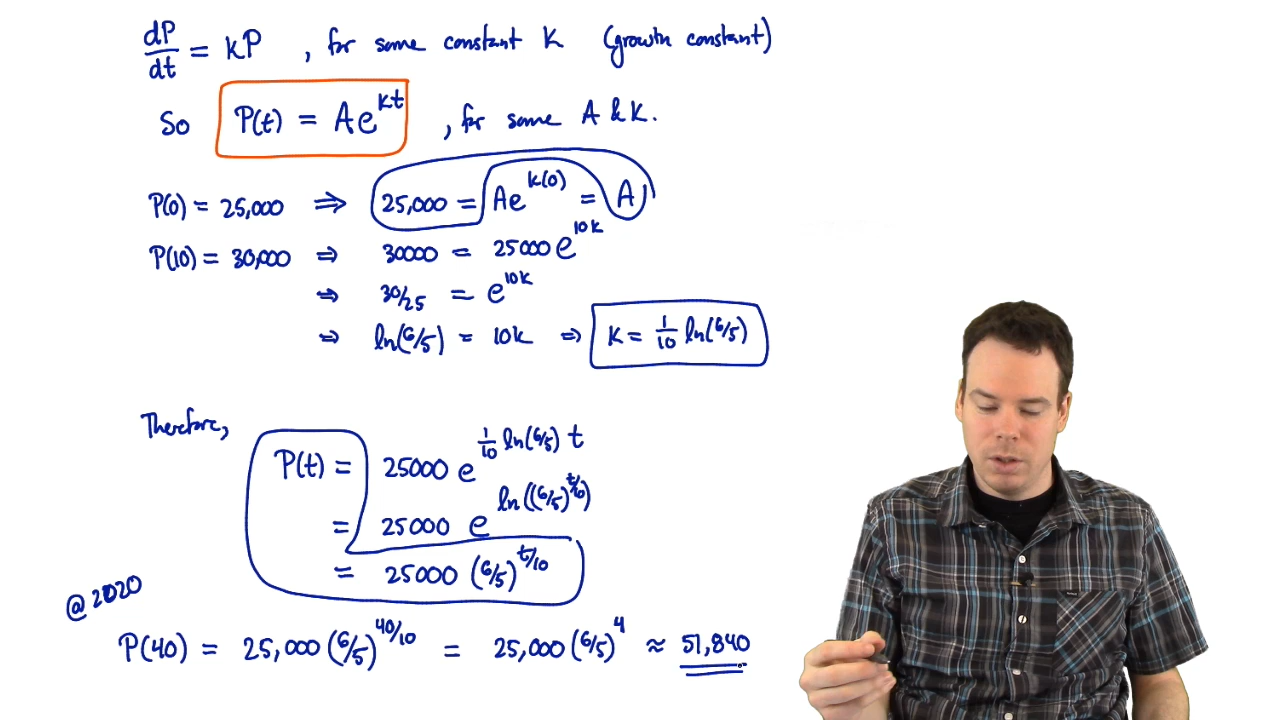 dP/dt = kP , for some constant k (growth constant)
So P(t) = Ae^{kt} , for some A & k.
P(0) = 25,000 ⇒ 25,000 = Ae^{k(0)} = A
P(10) = 30,000 ⇒ 30000 = 25000 e^{10k}
⇒ 30/25 = e^{10k}
⇒ ln(6/5) = 10k ⇒ k = 1/10 ln(6/5)
Therefore,
P(t) = 25000 e^{1/10 ln(6/5) t}
= 25000 e^{ln((6/5)^{t/10})}
= 25000 (6/5)^{t/10}
@ 2020
P(40) = 25,000 (6/5)^{40/10} = 25,000 (6/5)^4 ≈ 51,840